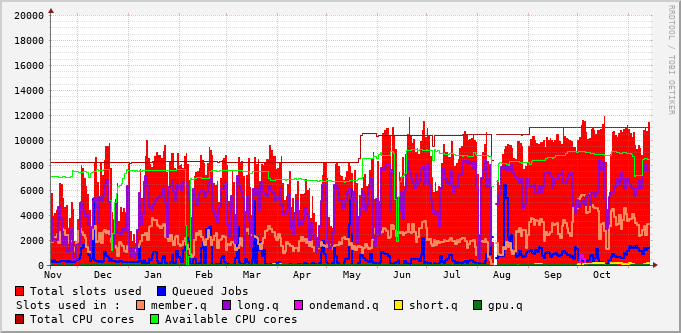 20000
18000
16000
14000
12000
10000
8000
6000
4000
2000
0
Nov Dec Jan Feb Mar Apr May Jun Jul Aug Sep Oct
RRDTOOL / TOBI OETIKER
Total slots used Queued Jobs
Slots used in : member.q long.q ondemand.q short.q gpu.q
Total CPU cores Available CPU cores